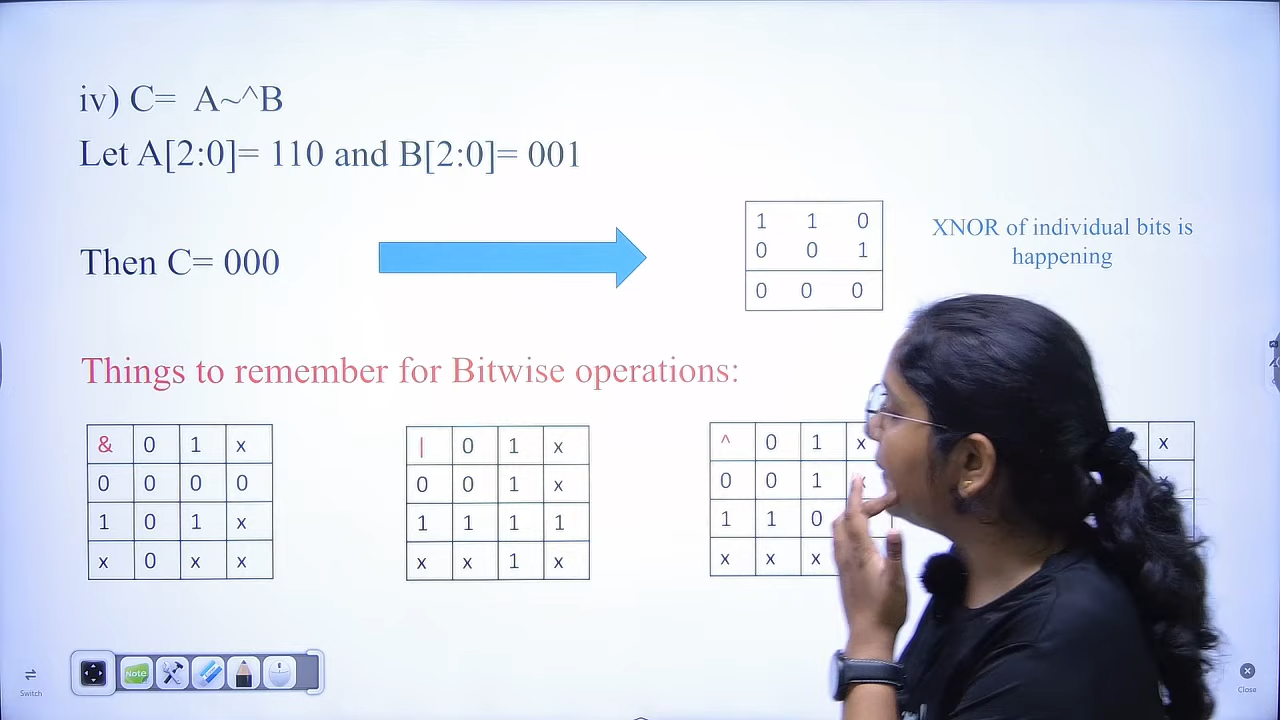 iv) C= A~^B
Let A[2:0]= 110 and B[2:0]= 001
Then C= 000
1 1 0
0 0 1
0 0 0
XNOR of individual bits is
happening
Things to remember for Bitwise operations:
& 0 1 x
0 0 0 0
1 0 1 x
x 0 x x
| 0 1 x
0 0 1 x
1 1 1 1
x x 1 x
^ 0 1 x
0 0 1
1 1 0
x x x
x
Note
Switch
Close